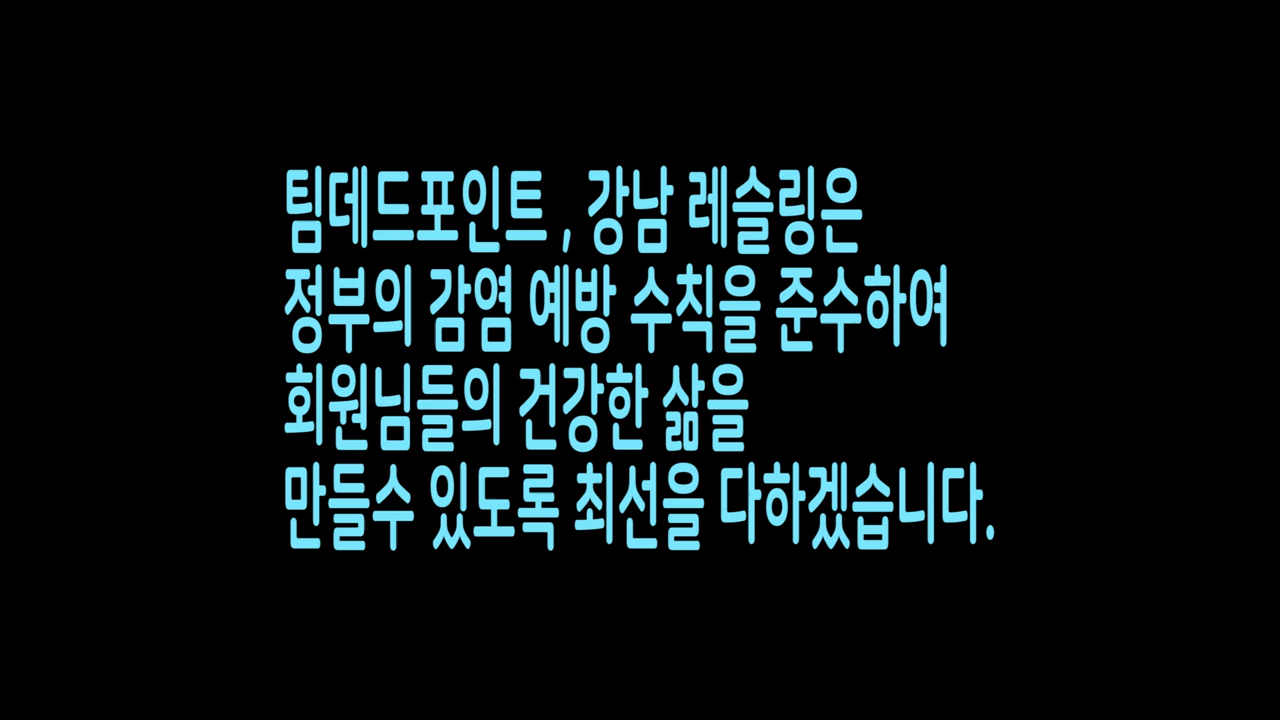 팀데드포인트 , 강남 레슬링은
정부의 감염 예방 수칙을 준수하여
회원님들의 건강한 삶을
만들수 있도록 최선을 다하겠습니다.